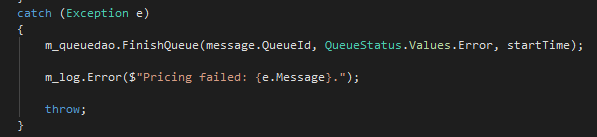 catch (Exception e)
{
m_queuedao.FinishQueue(message.QueueId, QueueStatus.Values.Error, startTime);
m_log.Error($"Pricing failed: {e.Message}.");
throw;
}